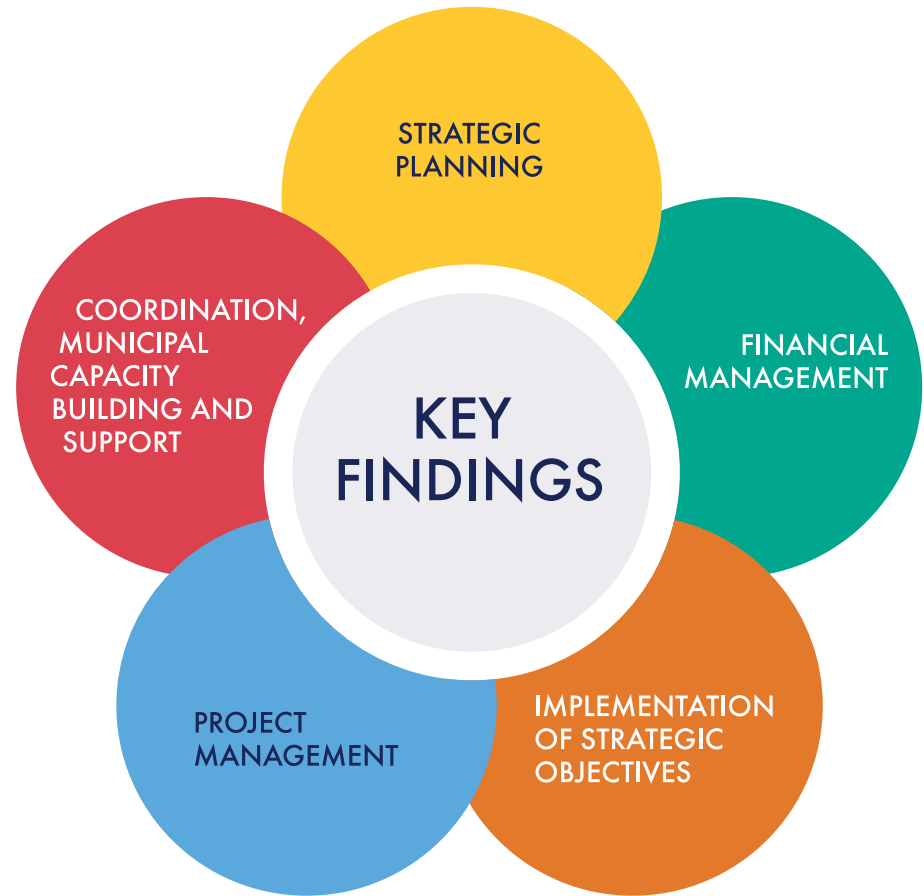 STRATEGIC
PLANNING
FINANCIAL
MANAGEMENT
IMPLEMENTATION
OF STRATEGIC
OBJECTIVES
PROJECT
MANAGEMENT
COORDINATION,
MUNICIPAL
CAPACITY
BUILDING AND
SUPPORT
KEY
FINDINGS